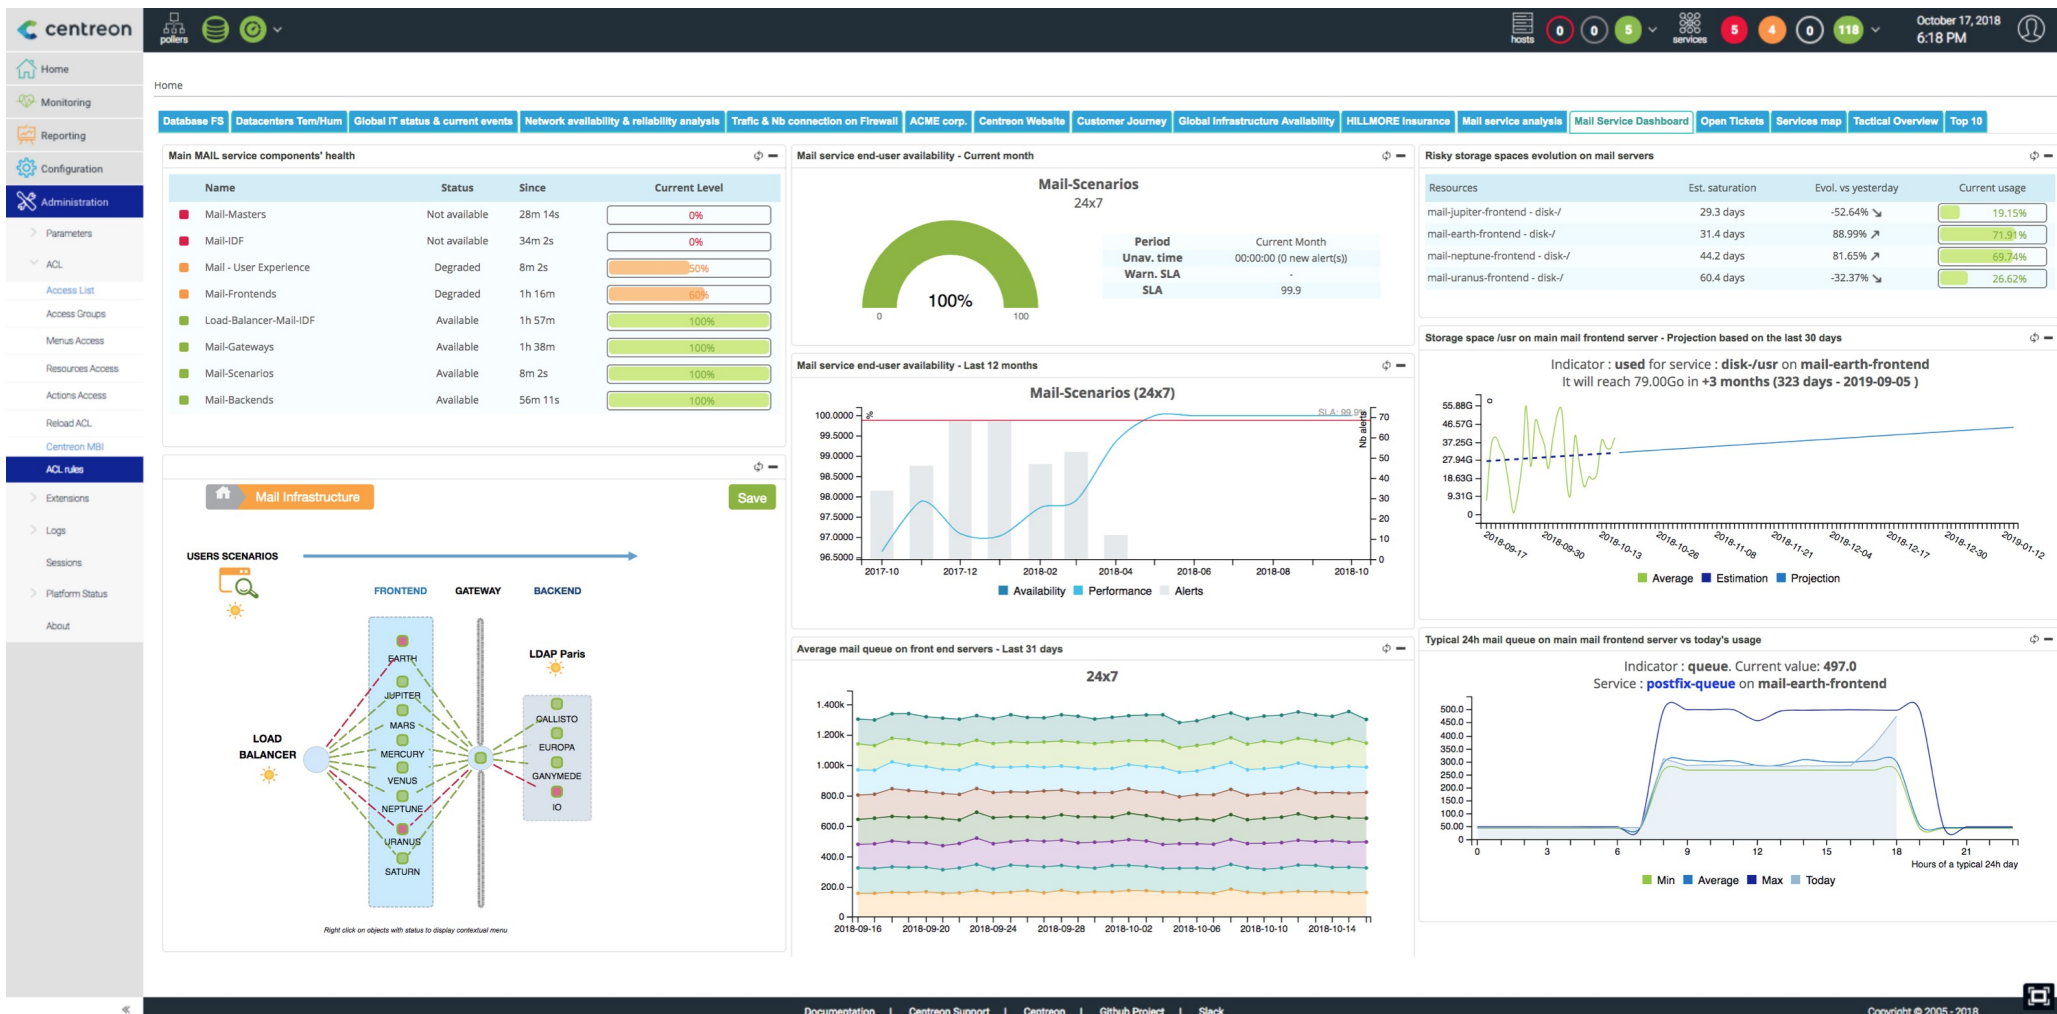 centreon
pollers
hosts
0
0
5
services
5
4
0
118
October 17, 2018
6:18 PM
Home
Monitoring
Reporting
Configuration
Administration
Parameters
ACL
Access List
Access Groups
Menus Access
Resources Access
Actions Access
Reload ACL
Centreon MBI
ACL rules
Extensions
Logs
Sessions
Platform Status
About
Home
Database FS
Datacenters Tem/Hum
Global IT status & current events
Network availability & reliability analysis
Trafic & Nb connection on Firewall
ACME corp.
Centreon Website
Customer Journey
Global Infrastructure Availability
HILLMORE Insurance
Mail service analysis
Mail Service Dashboard
Open Tickets
Services map
Tactical Overview
Top 10
Main MAIL service components' health
Name Status Since Current Level
Mail-Masters Not available 28m 14s 0%
Mail-IDF Not available 34m 2s 0%
Mail - User Experience Degraded 8m 2s 50%
Mail-Frontends Degraded 1h 16m 60%
Load-Balancer-Mail-IDF Available 1h 57m 100%
Mail-Gateways Available 1h 38m 100%
Mail-Scenarios Available 8m 2s 100%
Mail-Backends Available 56m 11s 100%
Mail Infrastructure
Save
USERS SCENARIOS
FRONTEND GATEWAY BACKEND
LOAD
BALANCER
EARTH
JUPITER
MARS
MERCURY
VENUS
NEPTUNE
URANUS
SATURN
LDAP Paris
CALLISTO
EUROPA
GANYMEDE
IO
Right click on objects with status to display contextual menu
Mail service end-user availability - Current month
Mail-Scenarios
24x7
100%
0 100
Period Current Month
Unav. time 00:00:00 (0 new alert(s))
Warn. SLA -
SLA 99.9
Mail service end-user availability - Last 12 months
Mail-Scenarios (24x7)
SLA: 99.9%
%
Nb alerts
100.0000
99.5000
99.0000
98.5000
98.0000
97.5000
97.0000
96.5000
70
60
50
40
30
20
10
0
2017-10 2017-12 2018-02 2018-04 2018-06 2018-08 2018-10
Availability Performance Alerts
Average mail queue on front end servers - Last 31 days
24x7
1.400k
1.200k
1.000k
800.0
600.0
400.0
200.0
0
2018-09-16 2018-09-20 2018-09-24 2018-09-28 2018-10-02 2018-10-06 2018-10-10 2018-10-14
Risky storage spaces evolution on mail servers
Resources Est. saturation Evol. vs yesterday Current usage
mail-jupiter-frontend - disk-/ 29.3 days -52.64% ↘ 19.15%
mail-earth-frontend - disk-/ 31.4 days 88.99% ↗ 71.91%
mail-neptune-frontend - disk-/ 44.2 days 81.65% ↗ 69.74%
mail-uranus-frontend - disk-/ 60.4 days -32.37% ↘ 26.62%
Storage space /usr on main mail frontend server - Projection based on the last 30 days
Indicator : used for service : disk-/usr on mail-earth-frontend
It will reach 79.00Go in +3 months (323 days - 2019-09-05 )
o
55.88G
46.57G
37.25G
27.94G
18.63G
9.31G
0
2018-09-17 2018-09-30 2018-10-13 2018-10-26 2018-11-08 2018-11-21 2018-12-04 2018-12-17 2018-12-30 2019-01-12
Average Estimation Projection
Typical 24h mail queue on main mail frontend server vs today's usage
Indicator : queue. Current value: 497.0
Service : postfix-queue on mail-earth-frontend
500.0
450.0
400.0
350.0
300.0
250.0
200.0
150.0
100.0
50.00
0
0 3 6 9 12 15 18 21
Hours of a typical 24h day
Min Average Max Today
Documentation | Centreon Support | Centreon | Github Project | Slack
Copyright © 2005 - 2018